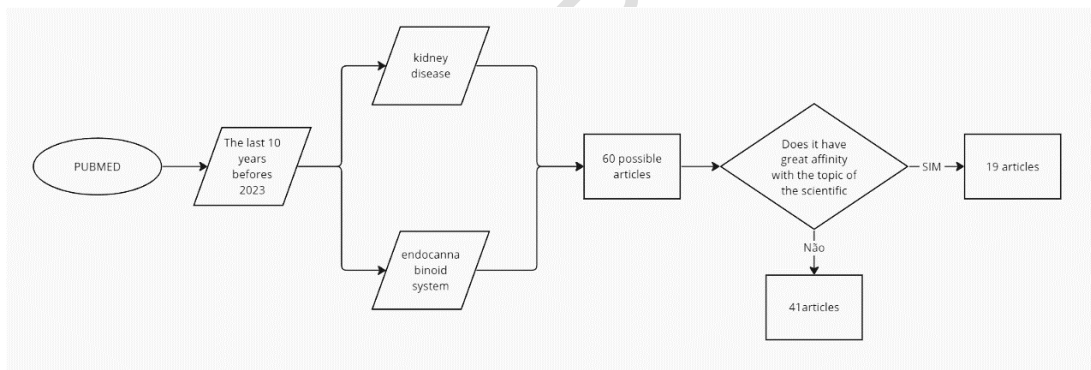 PUBMED
The last 10
years
befores
2023
kidney
disease
endocanna
binoid
system
60 possible
articles
Does it have
great affinity
with the topic of
the scientific
SIM
19 articles
Não
41articles